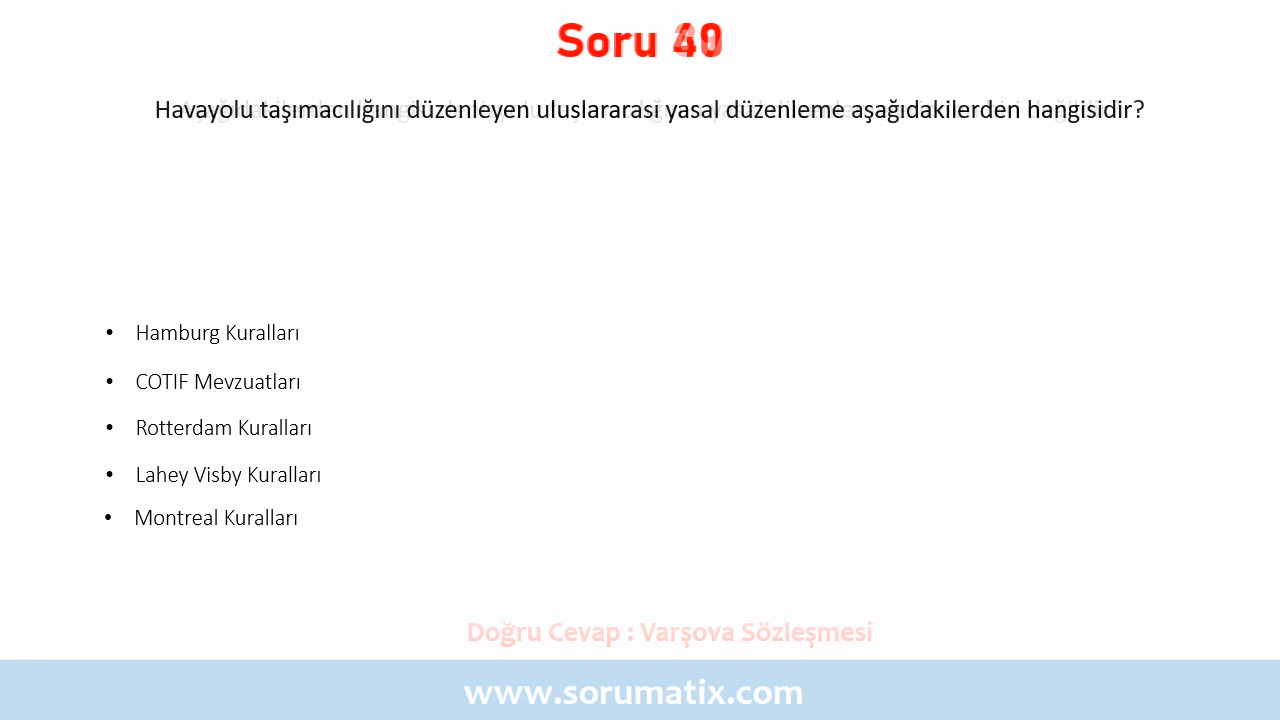 Soru 40
Havayolu taşımacılığını düzenleyen uluslararası yasal düzenleme aşağıdakilerden hangisidir?
• Hamburg Kuralları
• COTIF Mevzuatları
• Rotterdam Kuralları
• Lahey Visby Kuralları
• Montreal Kuralları
Doğru Cevap : Varşova Sözleşmesi
www.sorumatix.com